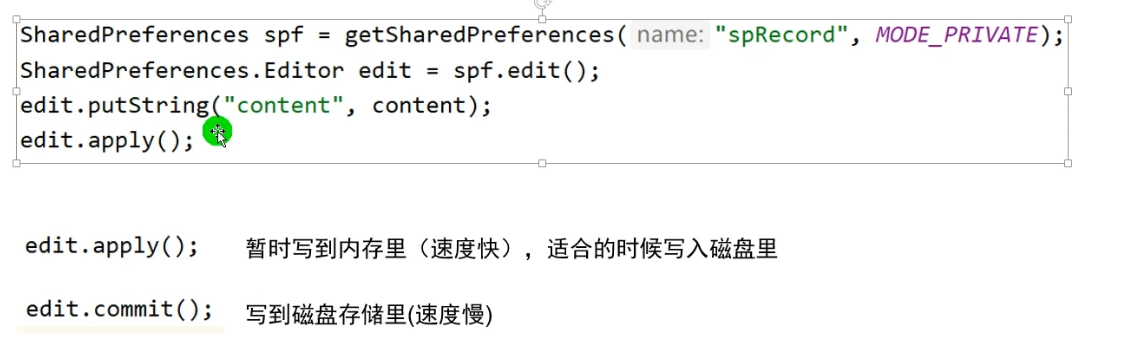 SharedPreferences spf = getSharedPreferences( name: "spRecord", MODE_PRIVATE);
SharedPreferences.Editor edit = spf.edit();
edit.putString("content", content);
edit.apply();
edit.apply(); 暂时写到内存里（速度快），适合的时候写入磁盘里
edit.commit(); 写到磁盘存储里(速度慢)